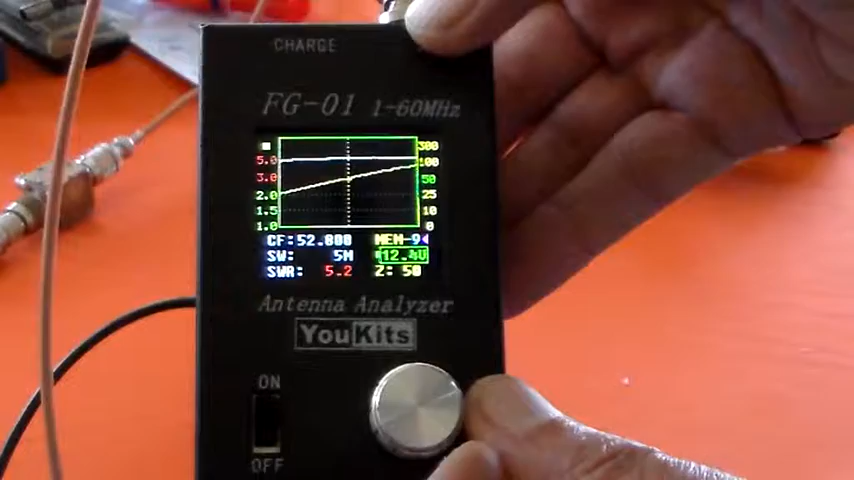 CHARGE
FG-01 1-60MHz
5.0 300
3.0 100
2.0 50
1.5 25
1.0 10
0
CF:52.800 MEM-9
SW: 5M 12.4V
SWR: 5.2 Z: 50
Antenna Analyzer
YouKits
ON
OFF